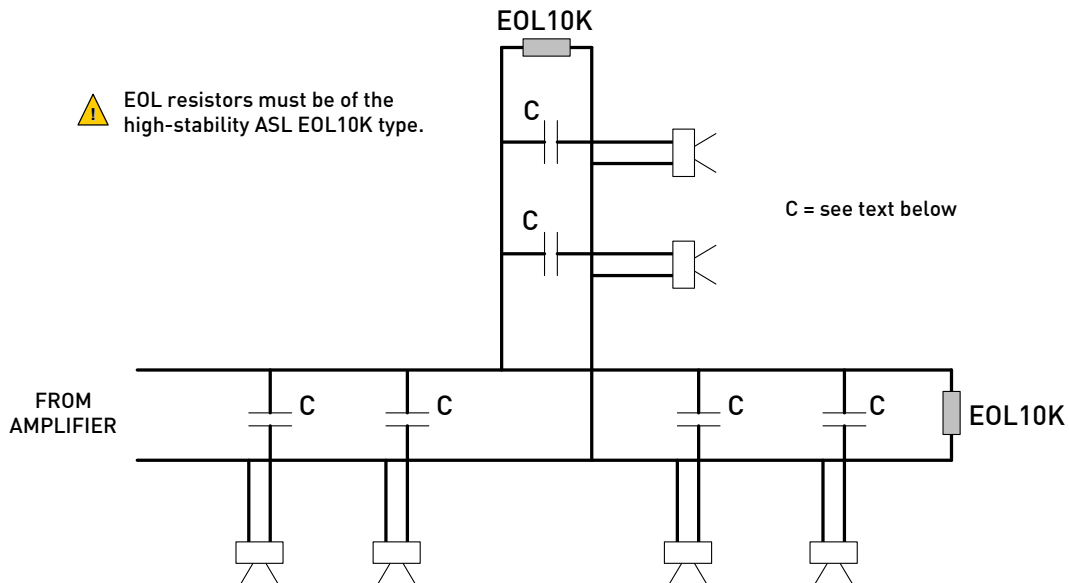 EOL10K
! EOL resistors must be of the
high-stability ASL EOL10K type.
C
C = see text below
C
FROM
AMPLIFIER
C
C
C
C
EOL10K